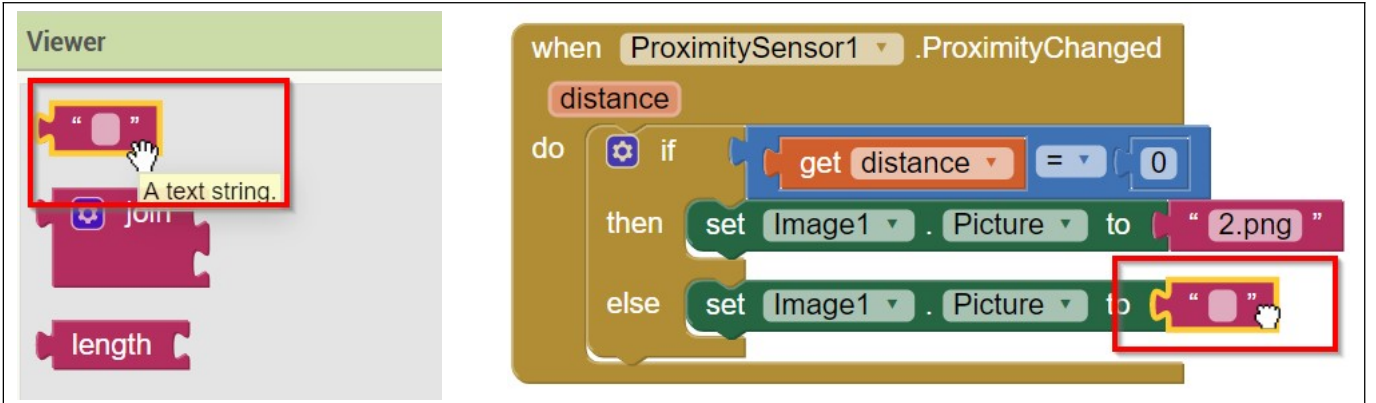 Viewer
“ ”
A text string.
join
length
when ProximitySensor1 .ProximityChanged
distance
do if get distance = 0
then set Image1 . Picture to “ 2.png ”
else set Image1 . Picture to “ ”